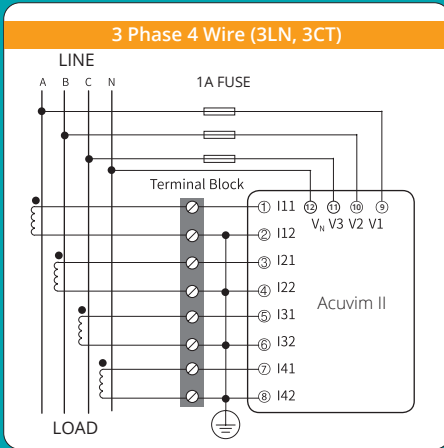 3 Phase 4 Wire (3LN, 3CT)
LINE
A B C N
1A FUSE
Terminal Block
① I11
② I12
③ I21
④ I22
⑤ I31
⑥ I32
⑦ I41
⑧ I42
⑫ ⑪ ⑩ ⑨
VN V3 V2 V1
Acuvim II
LOAD